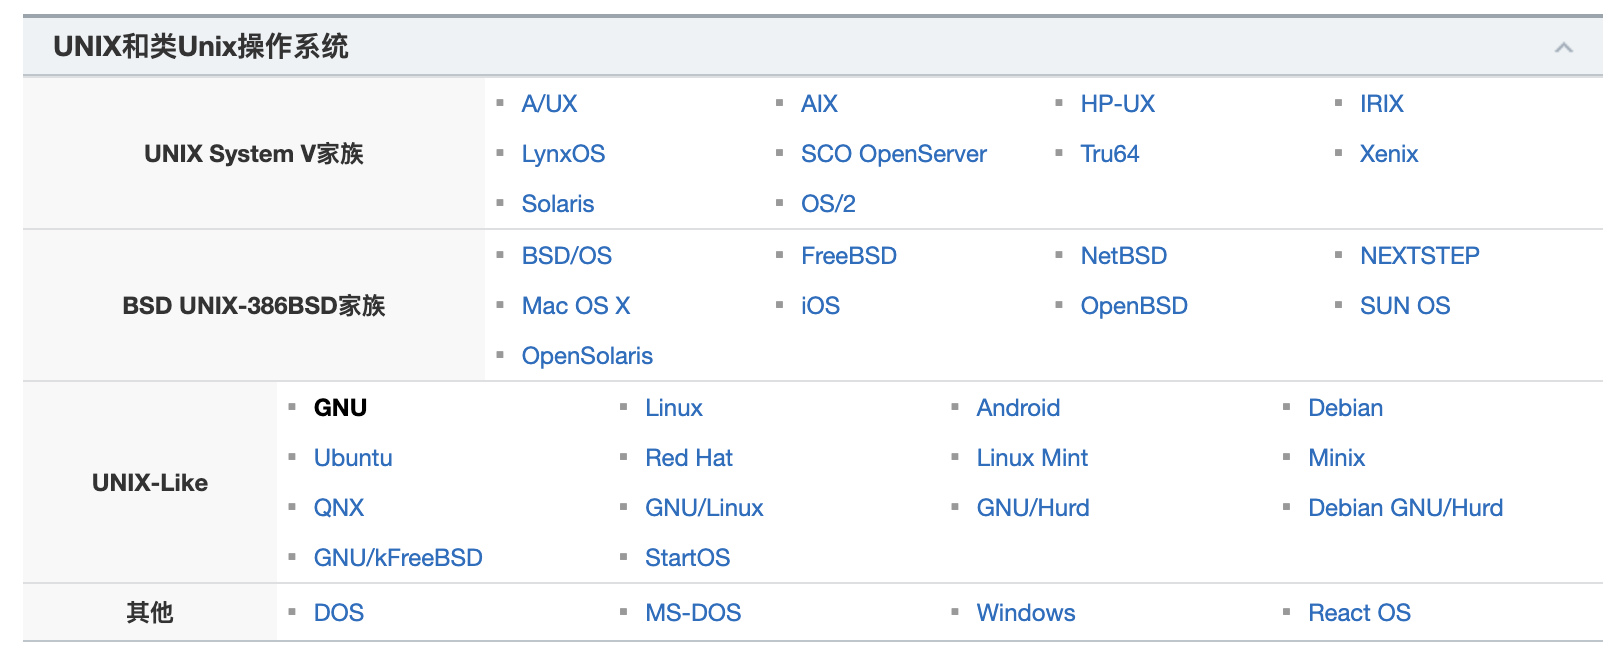 UNIX和类Unix操作系统
UNIX System V家族
A/UX AIX HP-UX IRIX
LynxOS SCO OpenServer Tru64 Xenix
Solaris OS/2
BSD UNIX-386BSD家族
BSD/OS FreeBSD NetBSD NEXTSTEP
Mac OS X iOS OpenBSD SUN OS
OpenSolaris
UNIX-Like
GNU Linux Android Debian
Ubuntu Red Hat Linux Mint Minix
QNX GNU/Linux GNU/Hurd Debian GNU/Hurd
GNU/kFreeBSD StartOS
其他
DOS MS-DOS Windows React OS